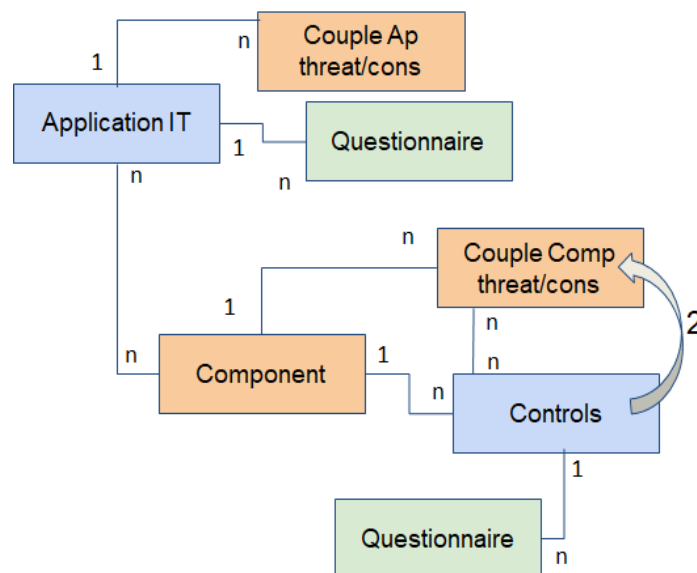 n
Couple Ap
threat/cons
1
Application IT
1
Questionnaire
n
n
n
Couple Comp
threat/cons
1
n
2
n
Component
1
n
n
Controls
1
Questionnaire
n